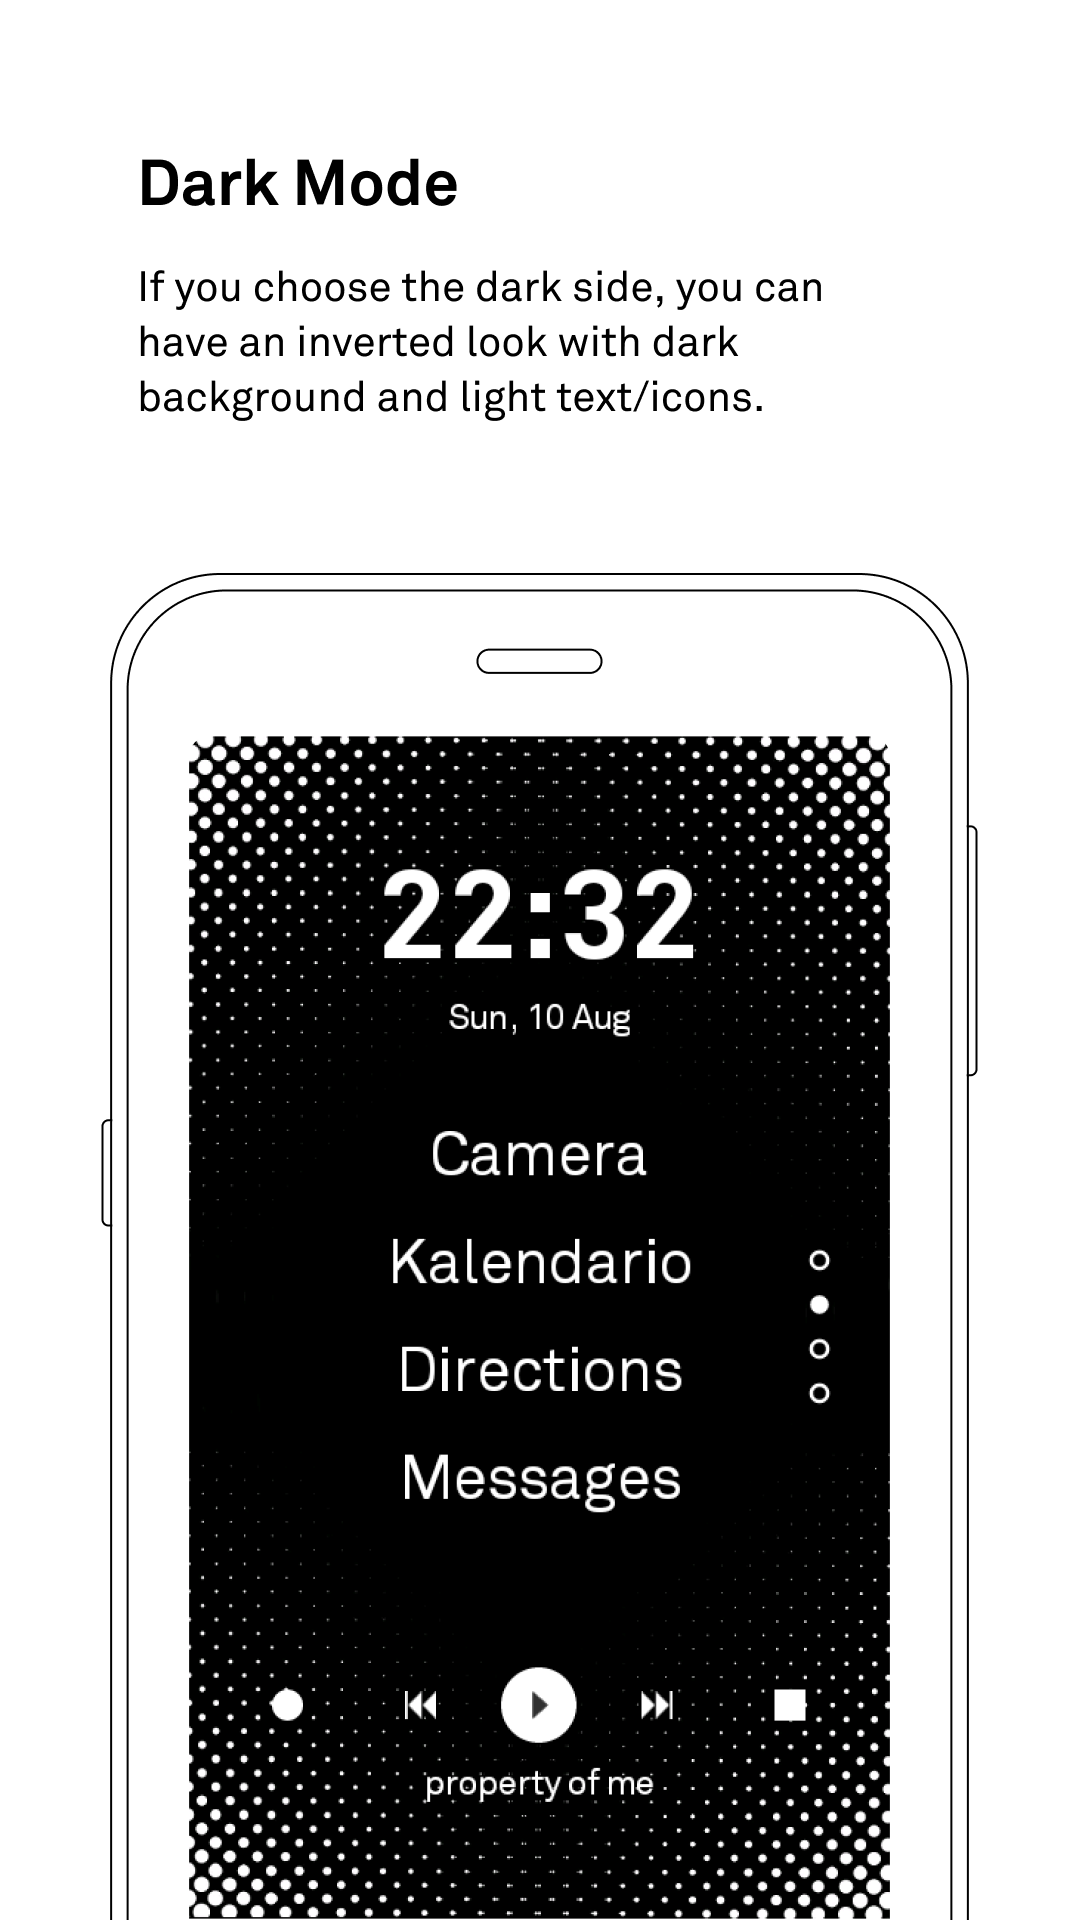 Dark Mode
If you choose the dark side, you can
have an inverted look with dark
background and light text/icons.
22:32
Sun, 10 Aug
Camera
Kalendario
Directions
Messages
property of me